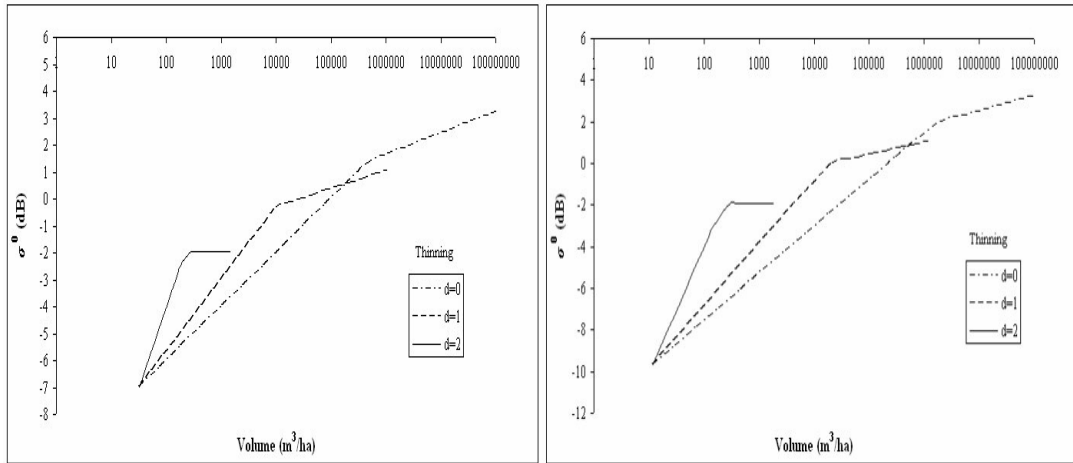 6
5
4
3
2
1
0
-1
-2
-3
-4
-5
-6
-7
-8
10 100 1000 10000 100000 1000000 10000000 100000000
σ⁰ (dB)
Thinning
d=0
d=1
d=2
Volume (m³/ha)
6
4
2
0
-2
-4
-6
-8
-10
-12
1 10 100 1000 10000 100000 1000000 10000000 100000000
σ⁰ (dB)
Thinning
d=0
d=1
d=2
Volume (m³/ha)